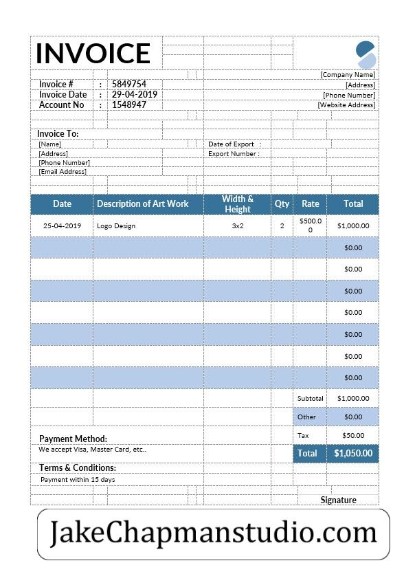 INVOICE
[Company Name]
Invoice # : 5849754 [Address]
Invoice Date : 29-04-2019 [Phone Number]
Account No : 1548947 [Website Address]
Invoice To:
[Name] Date of Export :
[Address] Export Number :
[Phone Number]
[Email Address]
Date Description of Art Work Width & Height Qty Rate Total
25-04-2019 Logo Design 3x2 2 $500.00 $1,000.00
$0.00
$0.00
$0.00
$0.00
$0.00
$0.00
$0.00
Subtotal $1,000.00
Other $0.00
Tax $50.00
Payment Method:
We accept Visa, Master Card, etc..
Total $1,050.00
Terms & Conditions:
Payment within 15 days
Signature
JakeChapmanstudio.com